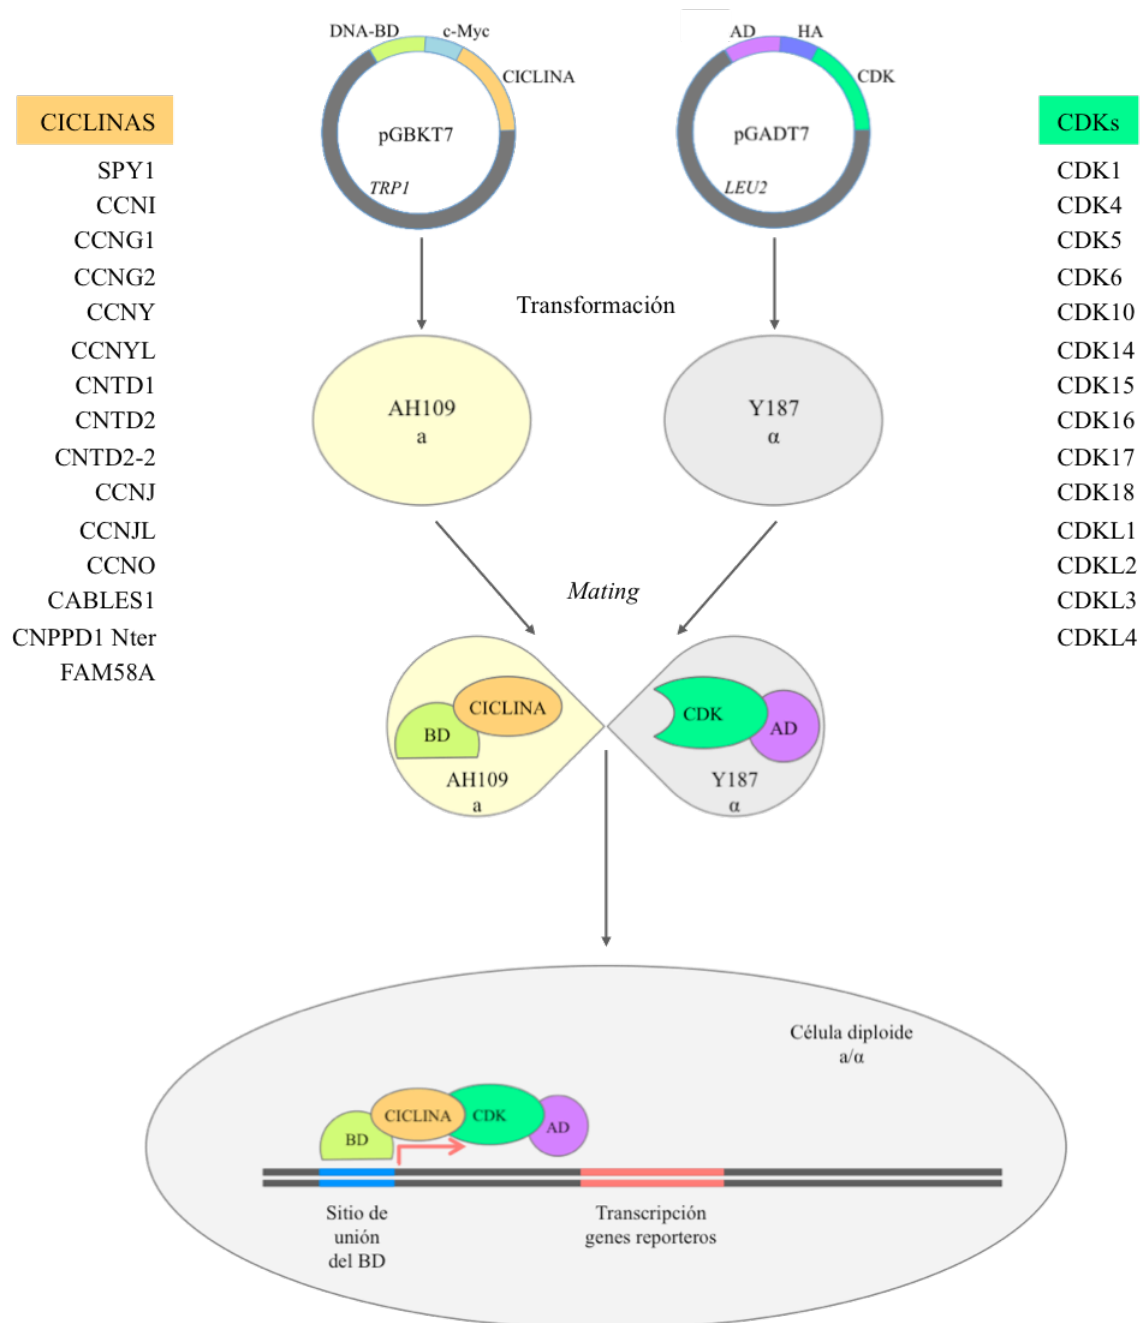 DNA-BD
c-Myc
CICLINA
pGBKT7
TRP1
AD
HA
CDK
pGADT7
LEU2
CICLINAS
SPY1
CCNI
CCNG1
CCNG2
CCNY
CCNYL
CNTD1
CNTD2
CNTD2-2
CCNJ
CCNJL
CCNO
CABLES1
CNPPD1 Nter
FAM58A
CDKs
CDK1
CDK4
CDK5
CDK6
CDK10
CDK14
CDK15
CDK16
CDK17
CDK18
CDKL1
CDKL2
CDKL3
CDKL4
Transformación
AH109
a
Y187
α
Mating
CICLINA
BD
AH109
a
CDK
AD
Y187
α
Célula diploide
a/α
CICLINA
CDK
BD
AD
Sitio de
unión
del BD
Transcripción
genes reporteros